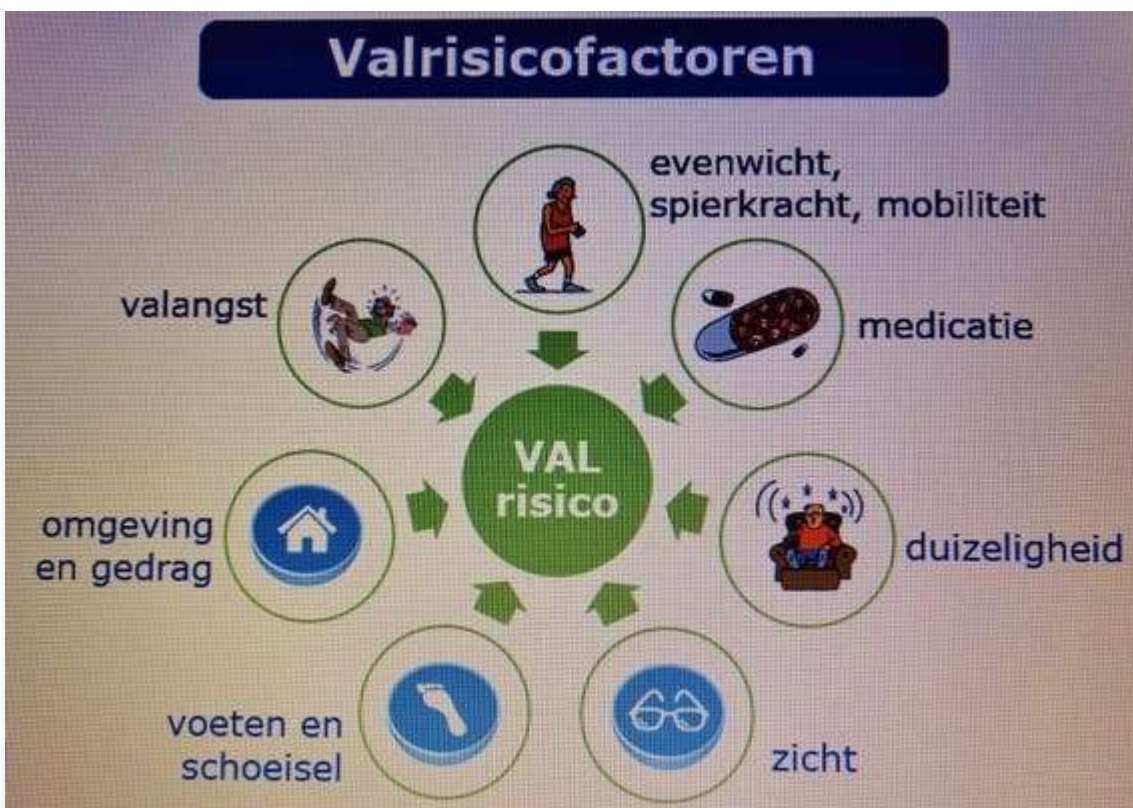 Valrisicofactoren
evenwicht,
spierkracht, mobiliteit
valangst
medicatie
VAL
risico
omgeving
en gedrag
duizeligheid
voeten en
schoeisel
zicht